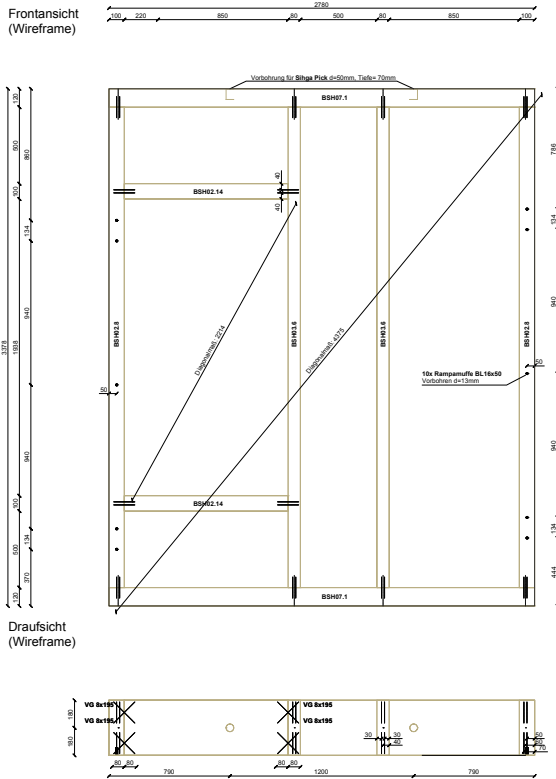 Frontansicht
(Wireframe)
2780
100 220 850 80 500 80 850 100
Vorbohrung für Sihga Pick d=50mm, Tiefe= 70mm
BSH07.1
120
500
860
100
134
940
3378
1938
940
100
134
500
370
120
786
134
940
50
940
134
444
40
40
BSH02.14
BSH02.8
BSH03.6
BSH03.6
BSH02.8
Diagonalmaß: 2214
Diagonalmaß: 4375
10x Rampamuffe BL16x50
Vorbohren d=13mm
50
BSH02.14
BSH07.1
Draufsicht
(Wireframe)
VG 8x195
VG 8x195
VG 8x195
VG 8x195
180
180
30 30
40
50
60
70
80 80
80 80
790 1200 790